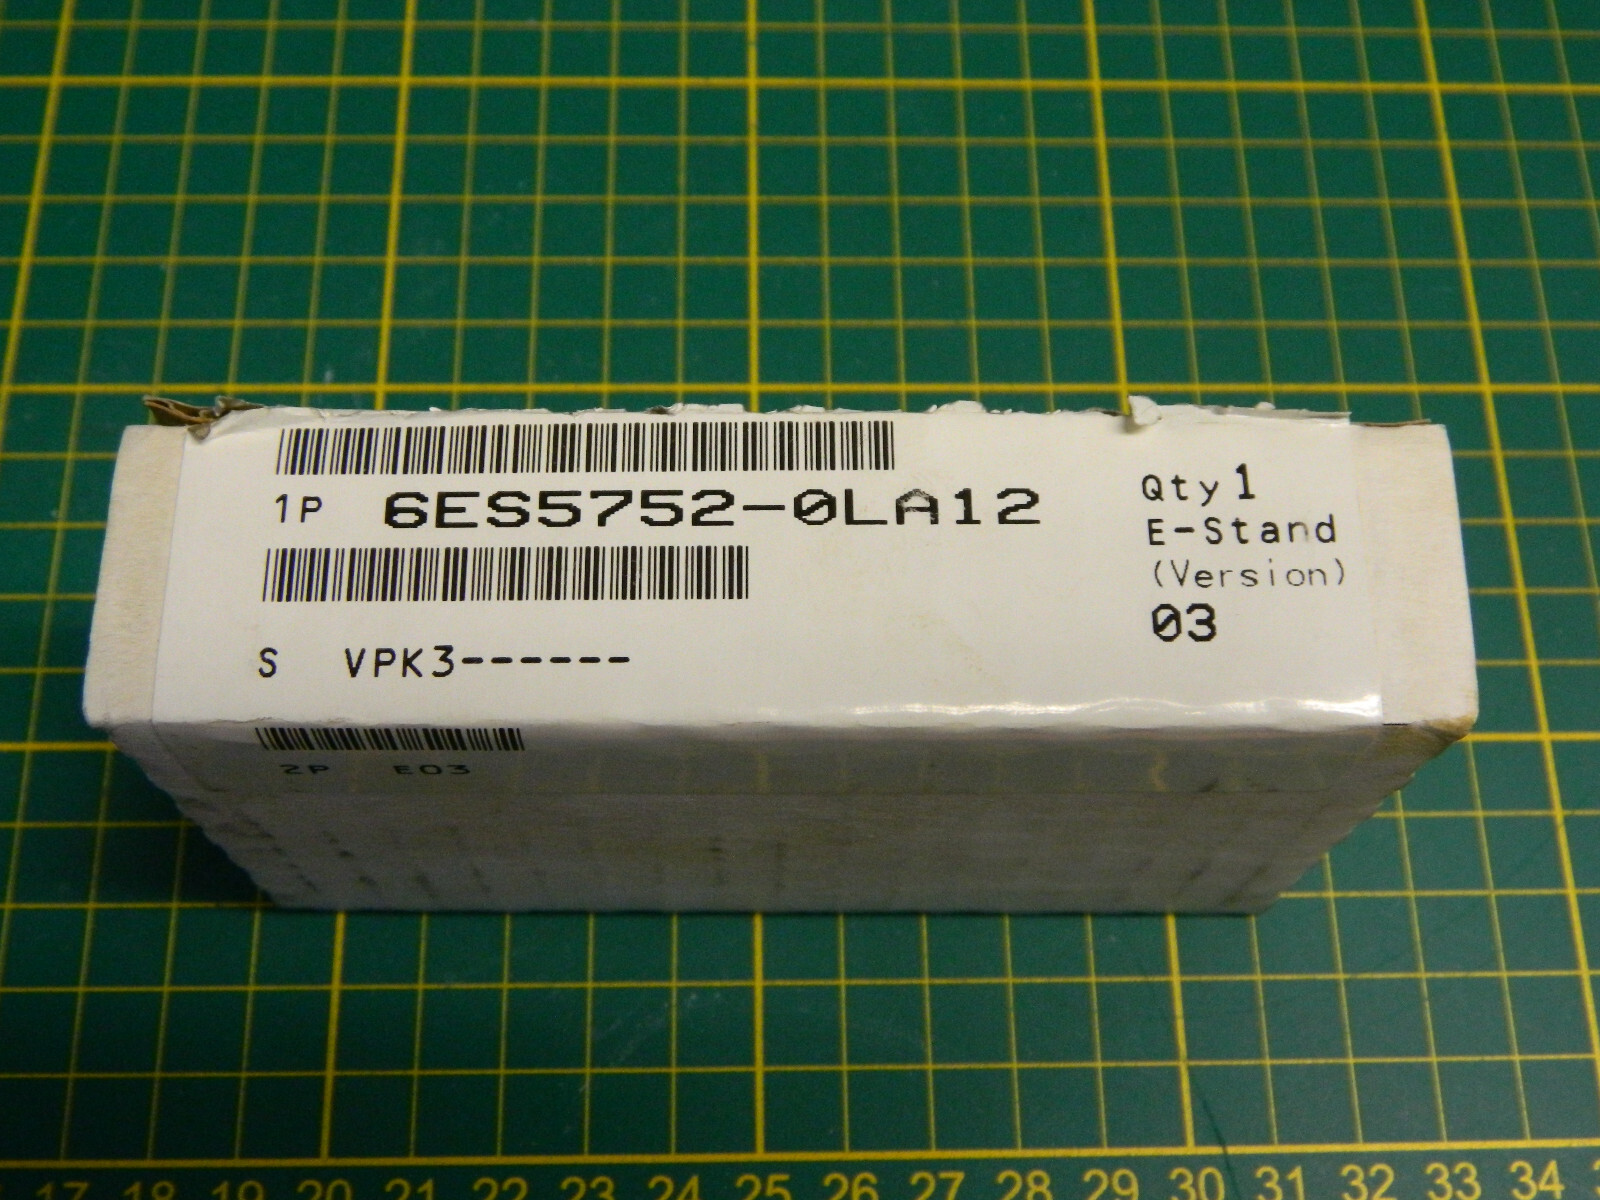 1P 6ES5752-0LA12
Qty 1
E-Stand
(Version)
03
S VPK3------
2P E03
17 18 19 20 21 22 23 24 25 26 27 28 29 30 31 32 33 34